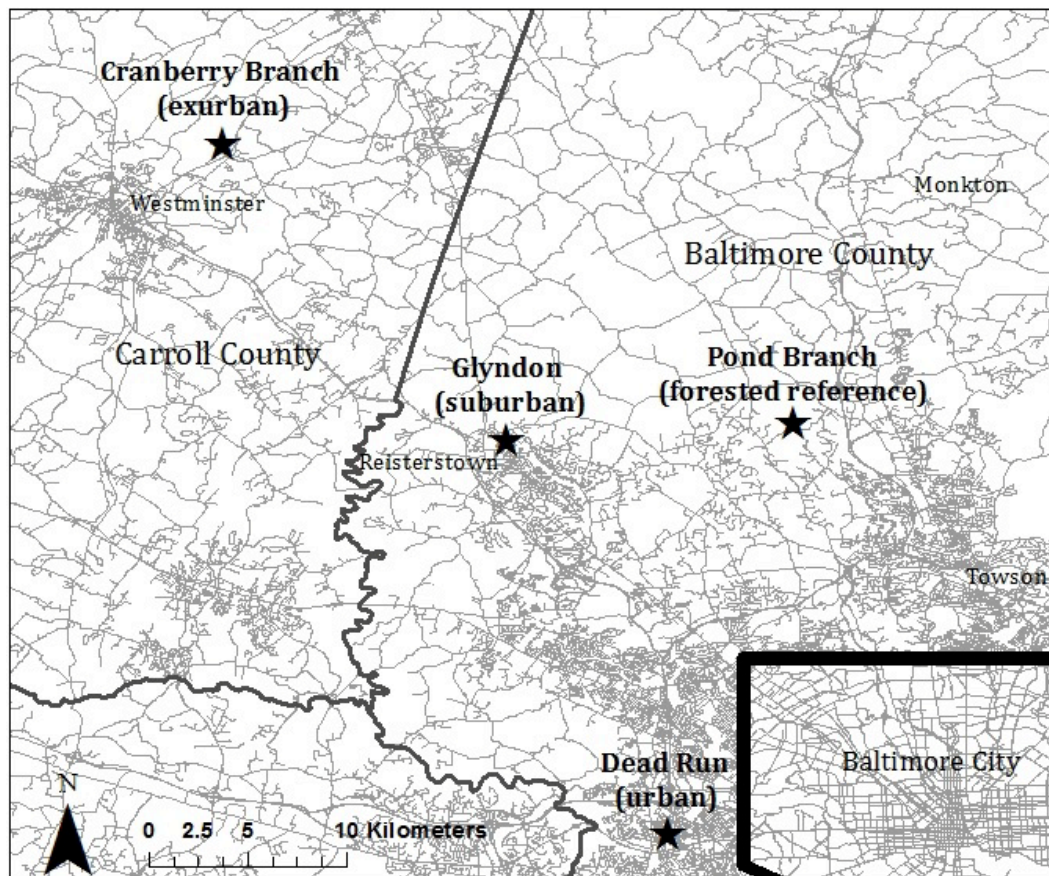 Cranberry Branch
(exurban)
Westminster
Monkton
Baltimore County
Carroll County
Glyndon
(suburban)
Pond Branch
(forested reference)
Reisterstown
Towson
Dead Run
(urban)
Baltimore City
N
0 2.5 5 10 Kilometers